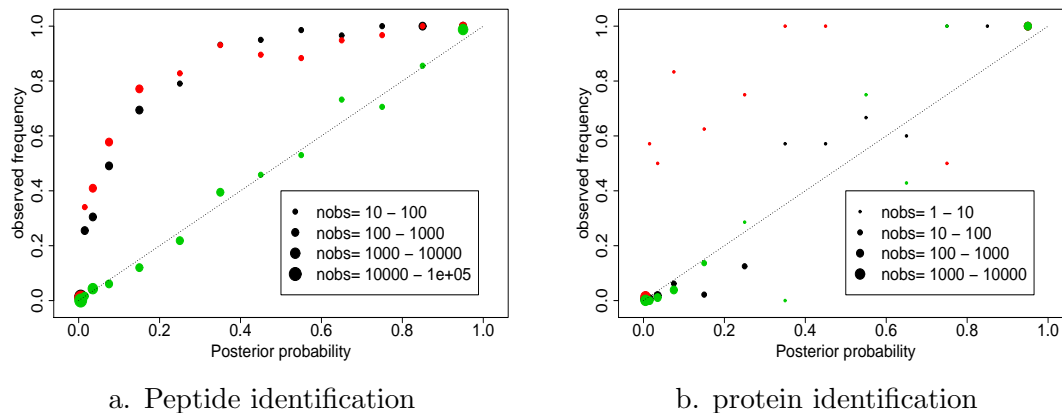 observed frequency
1.0
0.8
0.6
0.4
0.2
0.0
nobs= 10 − 100
nobs= 100 − 1000
nobs= 1000 − 10000
nobs= 10000 − 1e+05
0.0 0.2 0.4 0.6 0.8 1.0
Posterior probability
a. Peptide identification
observed frequency
1.0
0.8
0.6
0.4
0.2
0.0
nobs= 1 − 10
nobs= 10 − 100
nobs= 100 − 1000
nobs= 1000 − 10000
0.0 0.2 0.4 0.6 0.8 1.0
Posterior probability
b. protein identification